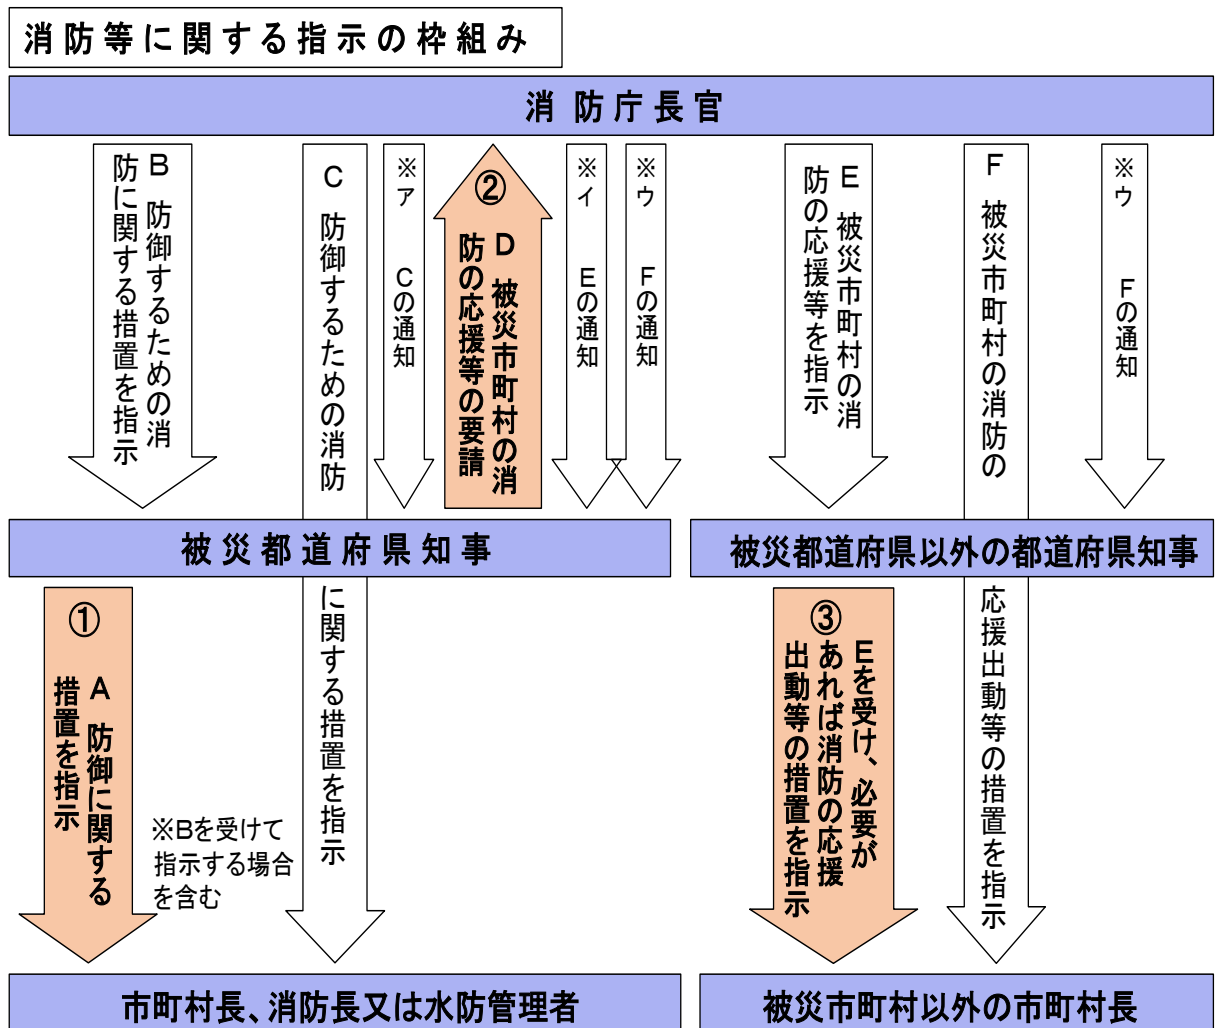 消防等に関する指示の枠組み
消防庁長官
B 防御するための消
防に関する措置を指示
C 防御するための消防
に関する措置を指示
※ア Cの通知
②
D 被災市町村の消
防の応援等の要請
※イ Eの通知
※ウ Fの通知
E 被災市町村の消
防の応援等を指示
F 被災市町村の消防の
応援出動等の措置を指示
※ウ Fの通知
被災都道府県知事
被災都道府県以外の都道府県知事
①
A 防御に関する
措置を指示
※Bを受けて
指示する場合
を含む
③
Eを受け、必要が
あれば消防の応援
出動等の措置を指示
市町村長、消防長又は水防管理者
被災市町村以外の市町村長